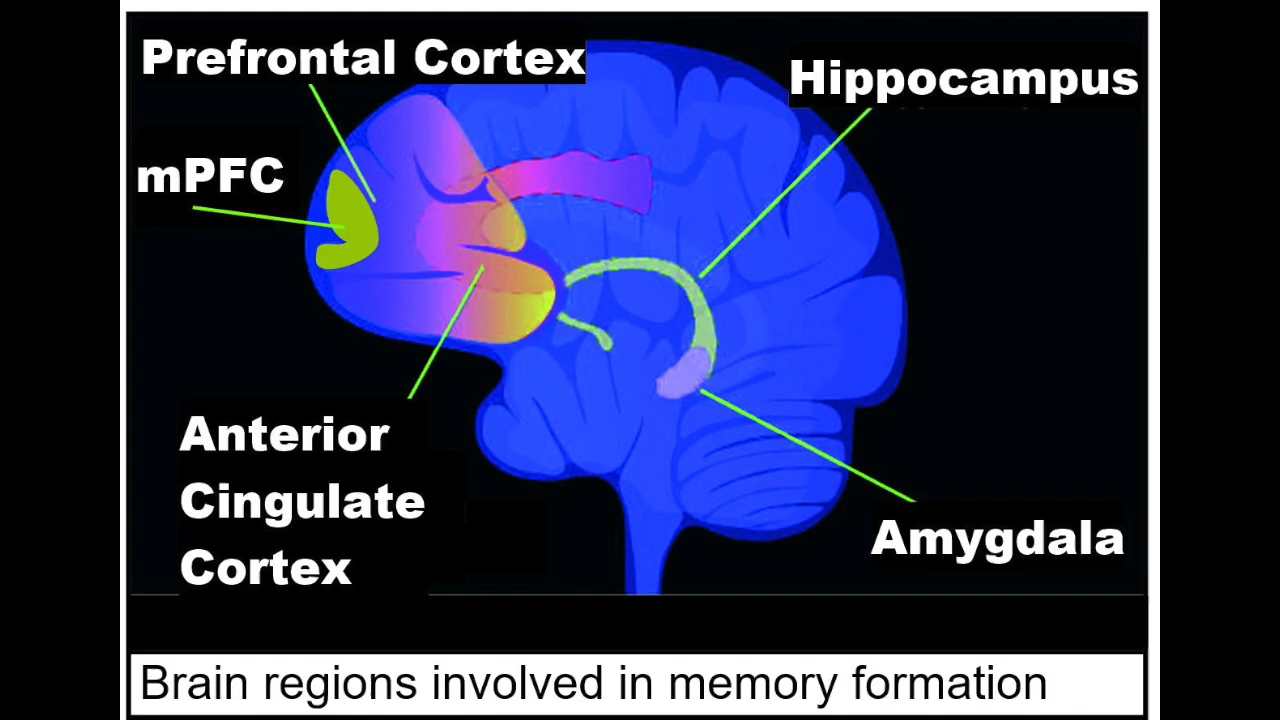 Prefrontal Cortex
Hippocampus
mPFC
Anterior
Cingulate
Cortex
Amygdala
Brain regions involved in memory formation